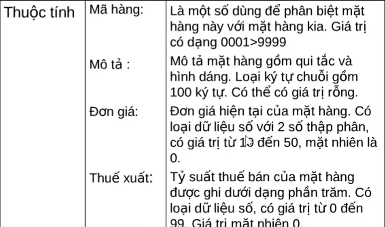 Thuộc tính
Mã hàng:
Là một số dùng để phân biệt mặt
hàng này với mặt hàng kia. Giá trị
có dạng 0001>9999
Mô tả :
Mô tả mặt hàng gồm qui tắc và
hình dáng. Loại ký tự chuỗi gồm
100 ký tự. Có thể có giá trị rỗng.
Đơn giá:
Đơn giá hiện tại của mặt hàng. Có
loại dữ liệu số với 2 số thập phân,
có giá trị từ 1 đến 50, mặt nhiên là
0.
Thuế xuất:
Tỷ suất thuế bán của mặt hàng
được ghi dưới dạng phần trăm. Có
loại dữ liệu số, có giá trị từ 0 đến
99. Giá trị mặt nhiên 0.